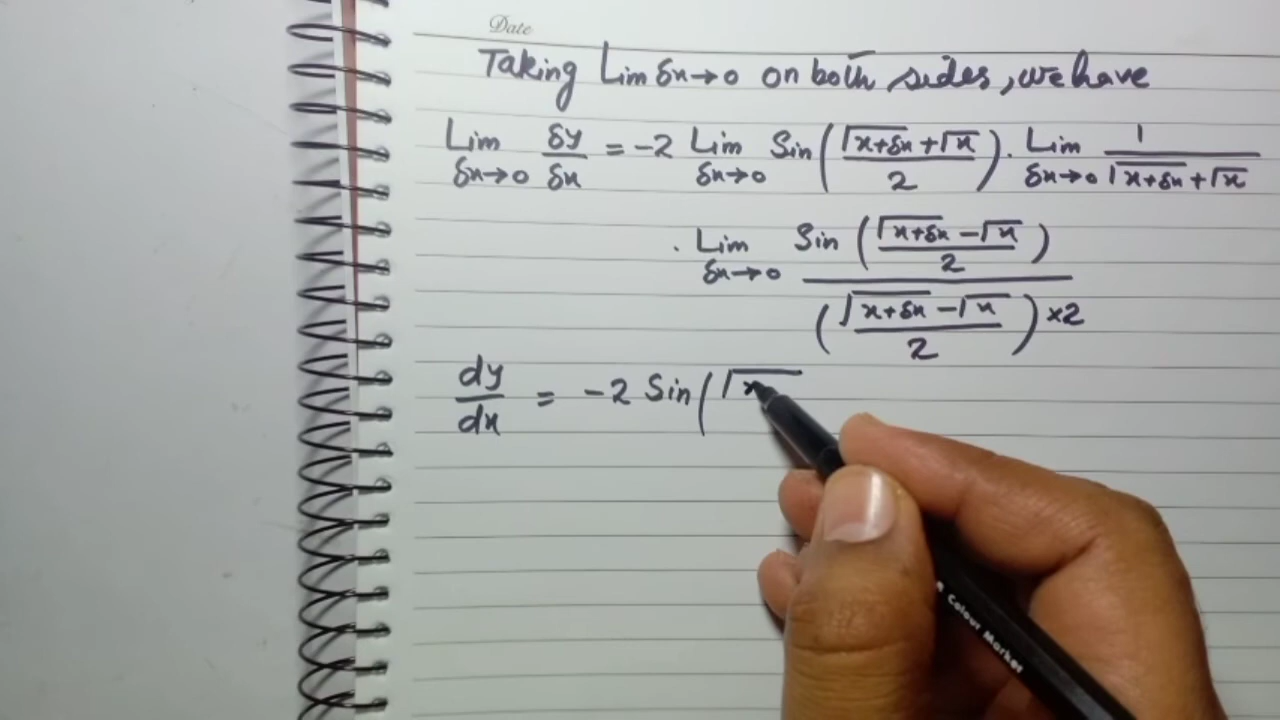 Date
Taking Lim δx→0 on both sides, we have
Lim δx→0 δy/δx = -2 Lim δx→0 Sin((√(x+δx)+√x)/2) . Lim δx→0 1/(√(x+δx)+√x)
. Lim δx→0 Sin((√(x+δx)-√x)/2)/(((√(x+δx)-√x)/2)×2)
dy/dx = -2 Sin(√x
Colour Marker